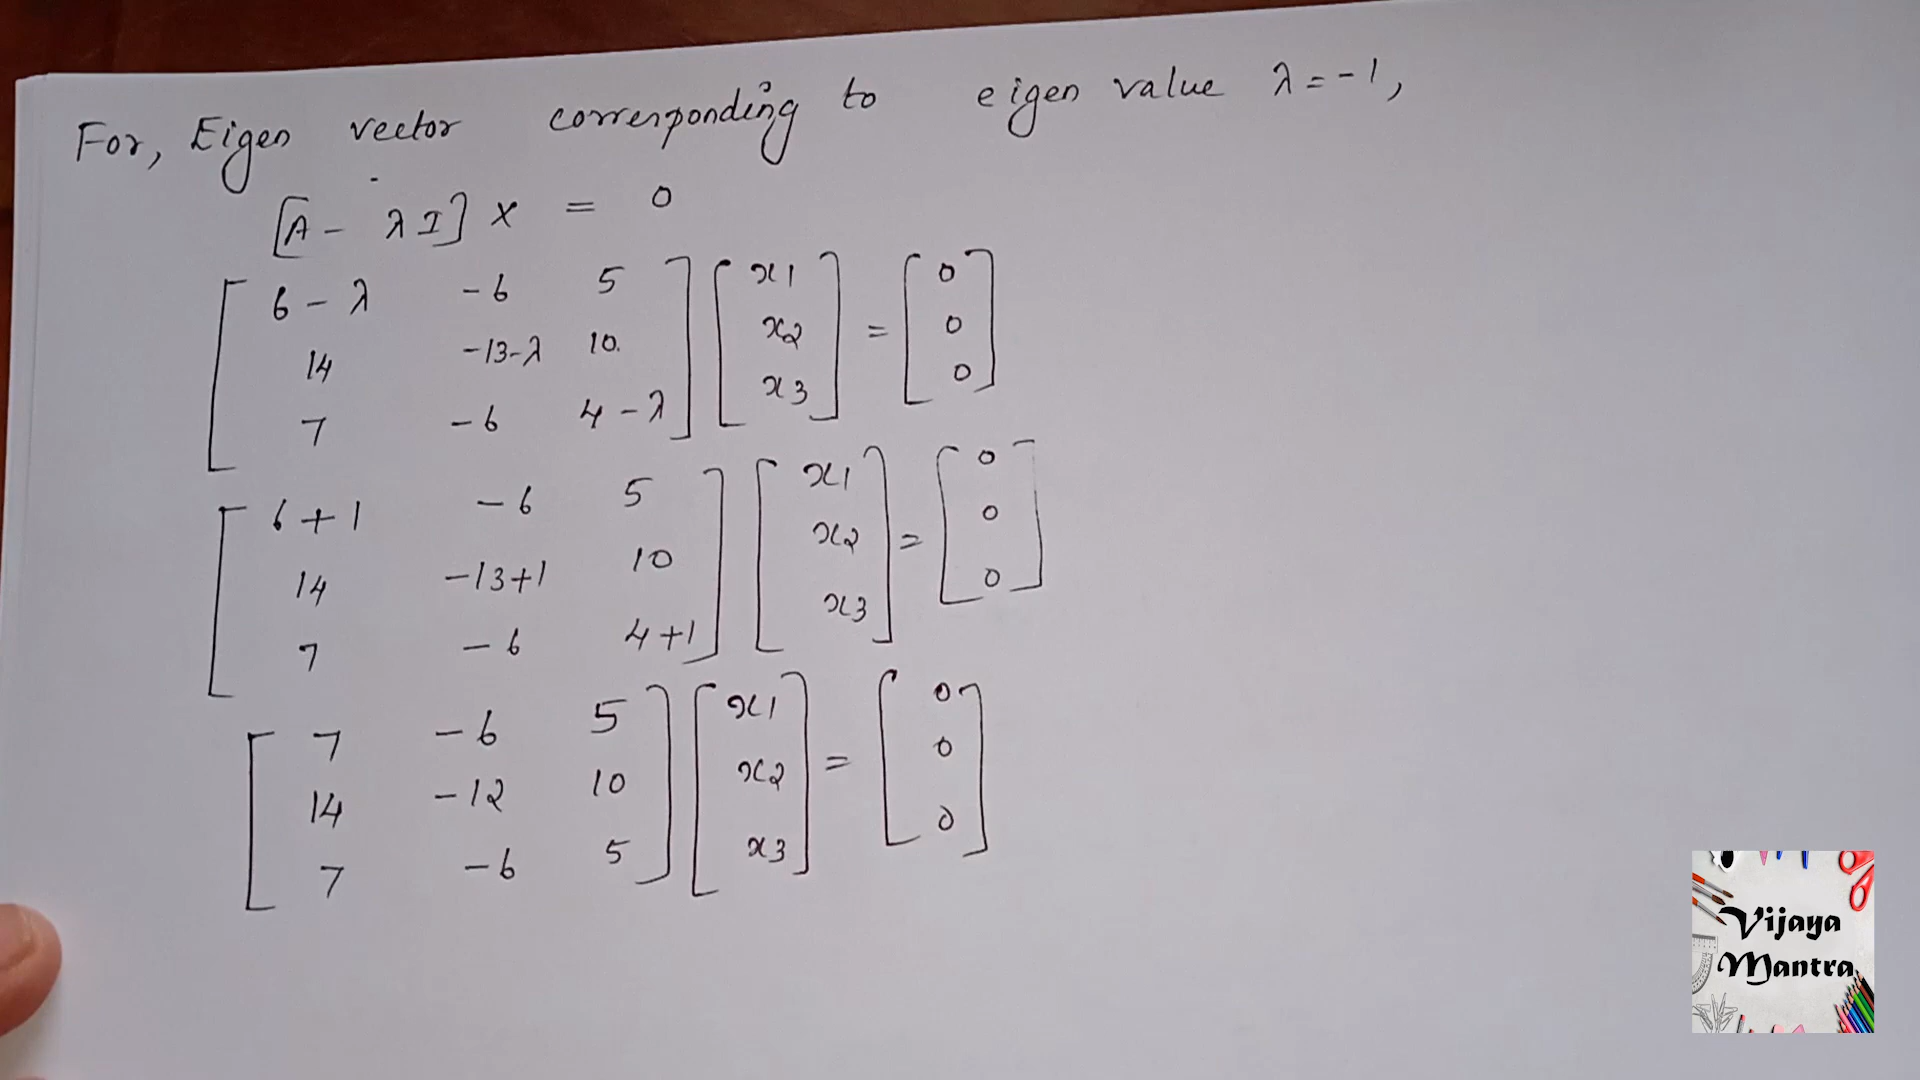 For, Eigen vector corresponding to eigen value λ = -1,
[A - λI] x = 0
[6-λ -6 5] [x1] = [0]
[14 -13-λ 10.] [x2] [0]
[7 -6 4-λ] [x3] [0]
[6+1 -6 5] [x1] = [0]
[14 -13+1 10] [x2] [0]
[7 -6 4+1] [x3] [0]
[7 -6 5] [x1] = [0]
[14 -12 10] [x2] [0]
[7 -6 5] [x3] [0]
Vijaya
Mantra